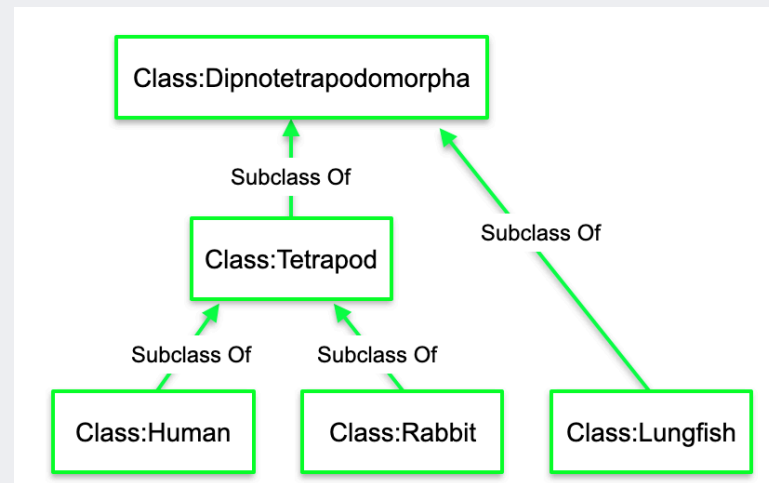 Class:Dipnotetrapodomorpha
Subclass Of
Subclass Of
Class:Tetrapod
Subclass Of
Subclass Of
Class:Human
Class:Rabbit
Class:Lungfish